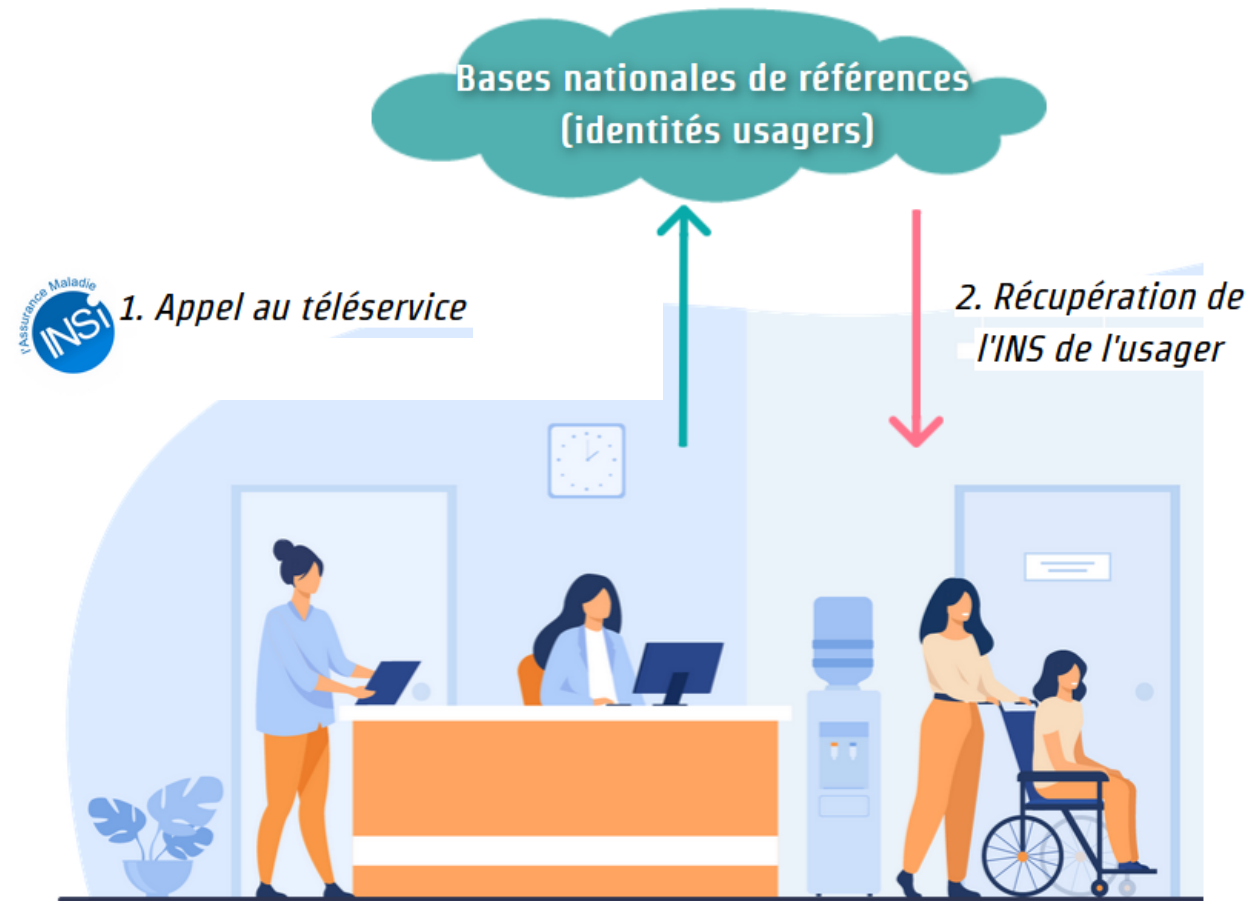 Bases nationales de références
(identités usagers)
l'Assurance Maladie
INSi
1. Appel au téléservice
2. Récupération de
l'INS de l'usager